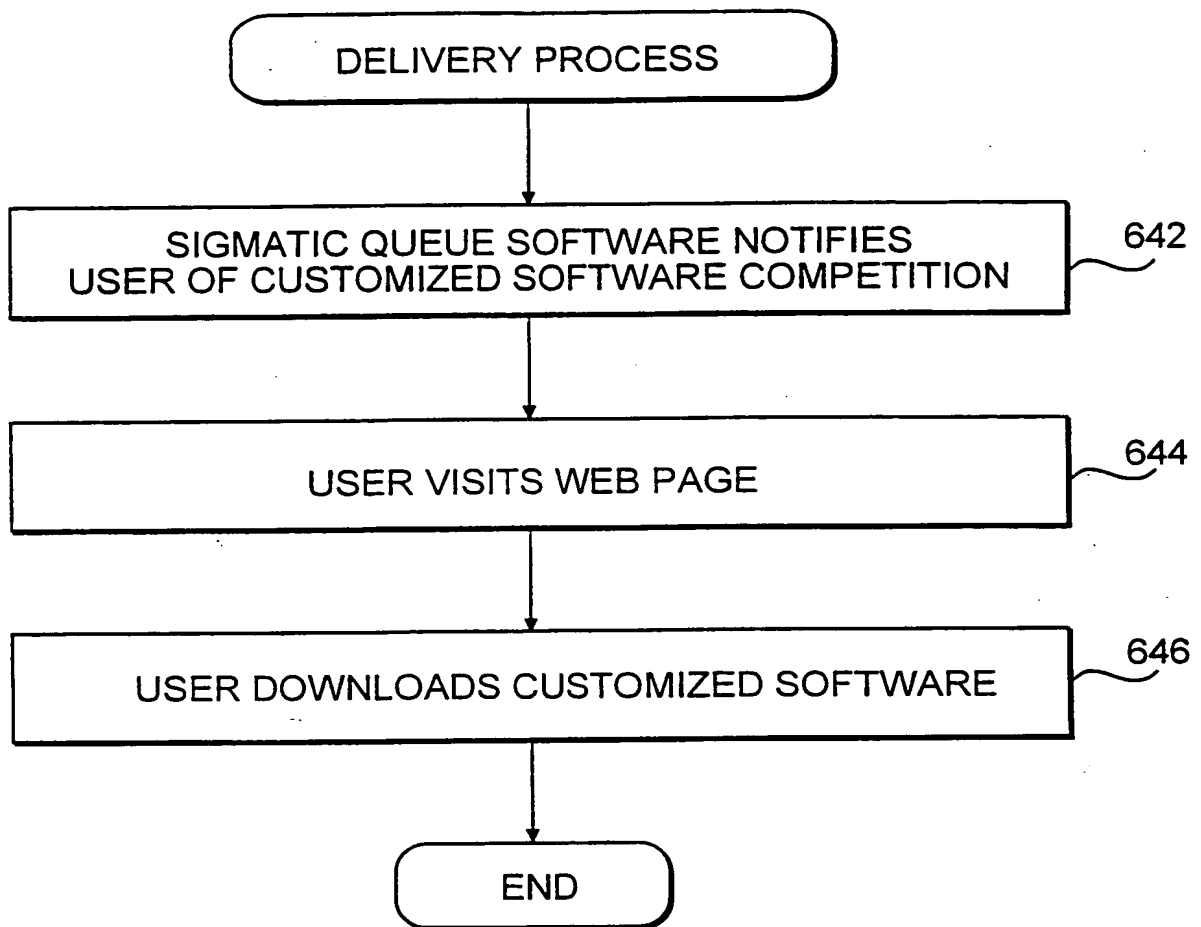 DELIVERY PROCESS
SIGMATIC QUEUE SOFTWARE NOTIFIES
USER OF CUSTOMIZED SOFTWARE COMPETITION
642
USER VISITS WEB PAGE
644
USER DOWNLOADS CUSTOMIZED SOFTWARE
646
END